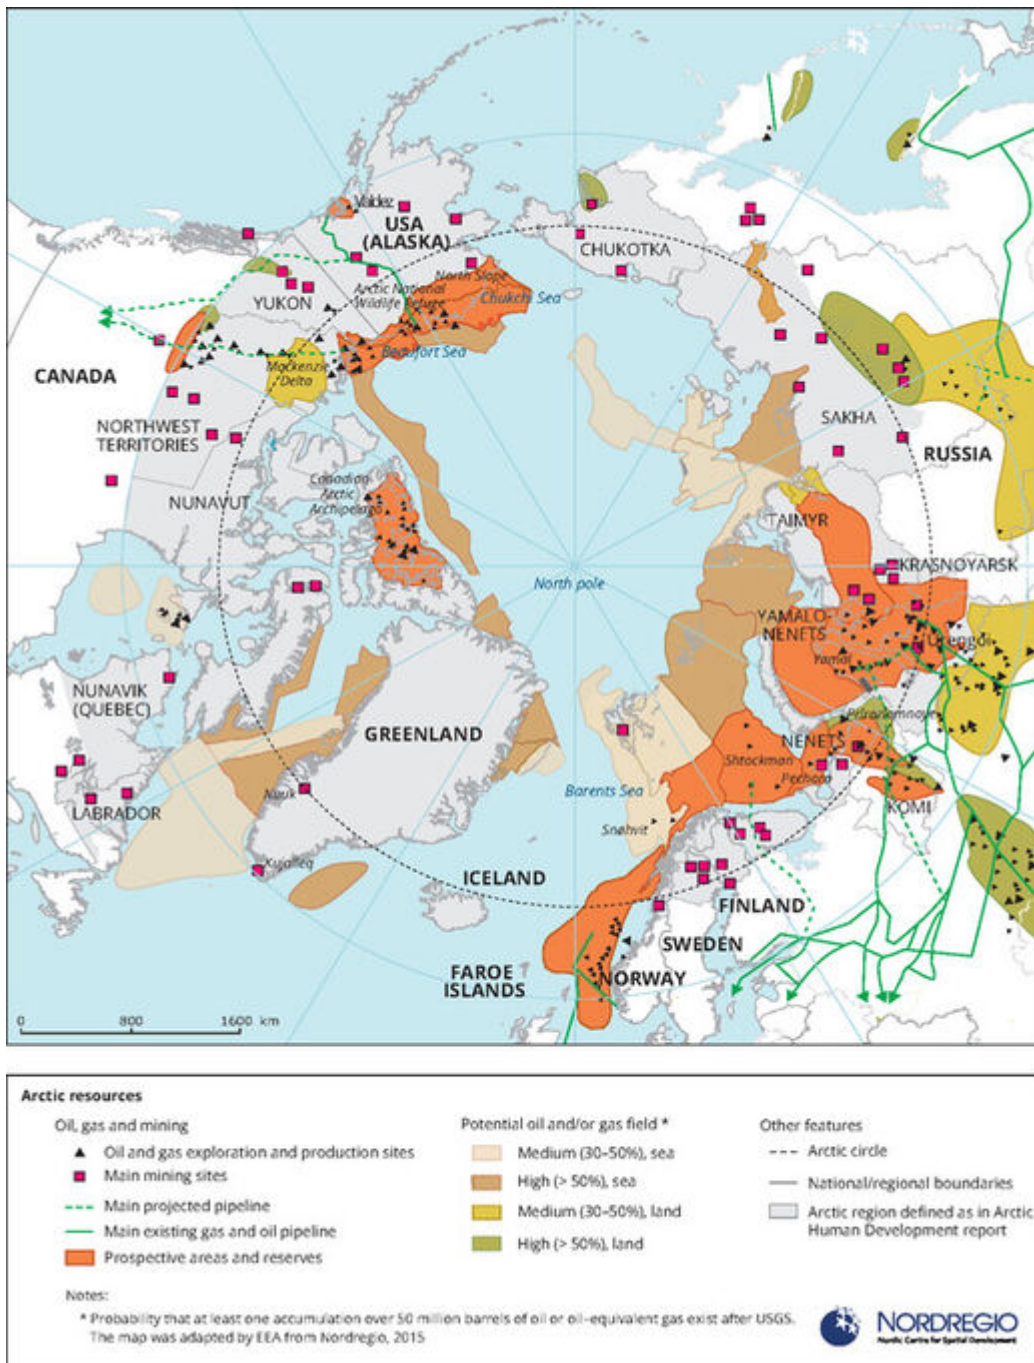 Valdez
USA
(ALASKA)
CHUKOTKA
North Slope
Arctic National
Wildlife Refuge
Chukchi Sea
YUKON
Beaufort Sea
Mackenzie
Delta
CANADA
NORTHWEST
TERRITORIES
SAKHA
RUSSIA
NUNAVUT
Canadian
Arctic
Archipelago
TAIMYR
KRASNOYARSK
North pole
YAMALO-
NENETS
Urengoi
Yamal
NUNAVIK
(QUEBEC)
GREENLAND
Prirazlomnoye
NENETS
Shtockman
Pechora
Barents Sea
Nuuk
KOMI
LABRADOR
Snøhvit
Kujalleq
ICELAND
FINLAND
SWEDEN
FAROE
ISLANDS
NORWAY
0 800 1600 km
Arctic resources
Oil, gas and mining
Oil and gas exploration and production sites
Main mining sites
Main projected pipeline
Main existing gas and oil pipeline
Prospective areas and reserves
Potential oil and/or gas field *
Medium (30–50%), sea
High (> 50%), sea
Medium (30–50%), land
High (> 50%), land
Other features
Arctic circle
National/regional boundaries
Arctic region defined as in Arctic
Human Development report
Notes:
* Probability that at least one accumulation over 50 million barrels of oil or oil-equivalent gas exist after USGS.
The map was adapted by EEA from Nordregio, 2015
NORDREGIO
Nordic Centre for Spatial Development